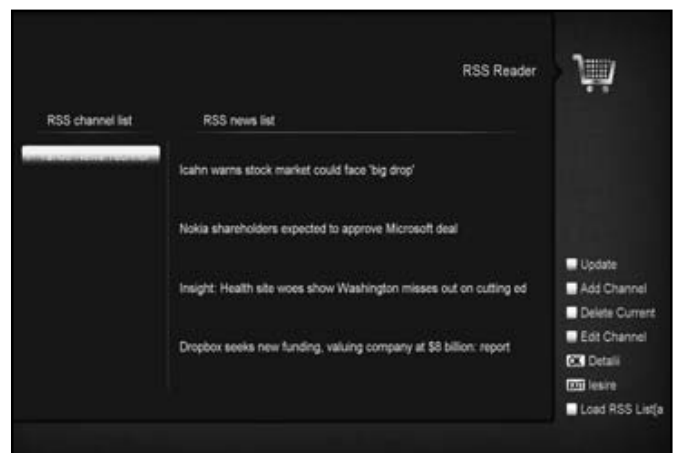 RSS Reader
RSS channel list
RSS news list
Icahn warns stock market could face 'big drop'
Nokia shareholders expected to approve Microsoft deal
Insight: Health site woes show Washington misses out on cutting ed
Dropbox seeks new funding, valuing company at $8 billion: report
Update
Add Channel
Delete Current
Edit Channel
OK Detalii
EXIT Iesire
Load RSS List[a